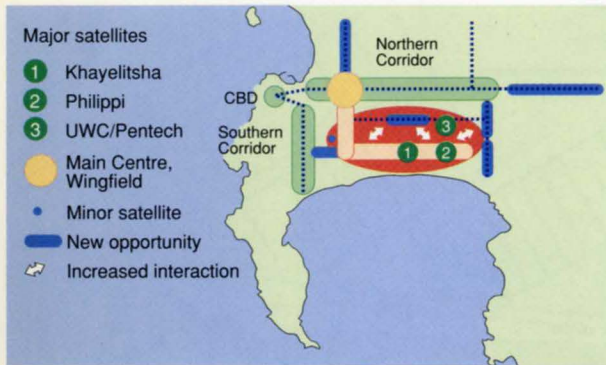 Major satellites
1 Khayelitsha
2 Philippi
3 UWC/Pentech
Main Centre,
Wingfield
Minor satellite
New opportunity
Increased interaction
Northern
Corridor
CBD
Southern
Corridor
3
1
2